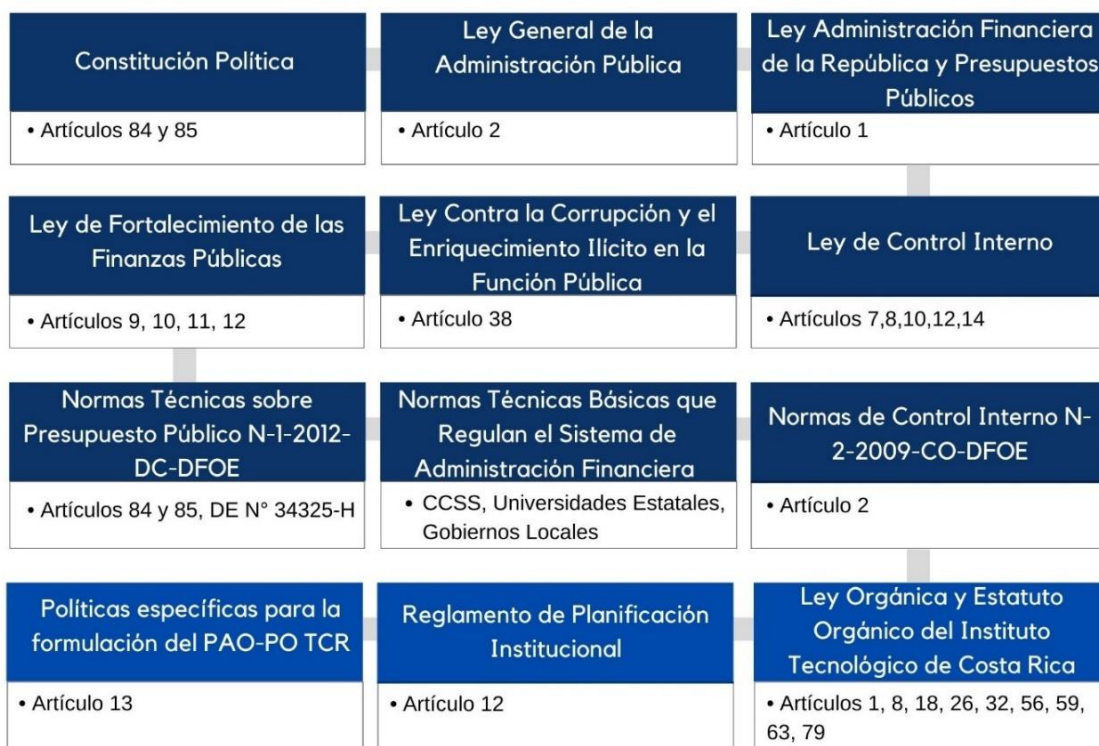 Constitución Política
• Artículos 84 y 85
Ley General de la
Administración Pública
• Artículo 2
Ley Administración Financiera
de la República y Presupuestos
Públicos
• Artículo 1
Ley de Fortalecimiento de las
Finanzas Públicas
• Artículos 9, 10, 11, 12
Ley Contra la Corrupción y el
Enriquecimiento Ilícito en la
Función Pública
• Artículo 38
Ley de Control Interno
• Artículos 7,8,10,12,14
Normas Técnicas sobre
Presupuesto Público N-1-2012-
DC-DFOE
• Artículos 84 y 85, DE N° 34325-H
Normas Técnicas Básicas que
Regulan el Sistema de
Administración Financiera
• CCSS, Universidades Estatales,
Gobiernos Locales
Normas de Control Interno N-
2-2009-CO-DFOE
• Artículo 2
Políticas específicas para la
formulación del PAO-PO TCR
• Artículo 13
Reglamento de Planificación
Institucional
• Artículo 12
Ley Orgánica y Estatuto
Orgánico del Instituto
Tecnológico de Costa Rica
• Artículos 1, 8, 18, 26, 32, 56, 59,
63, 79